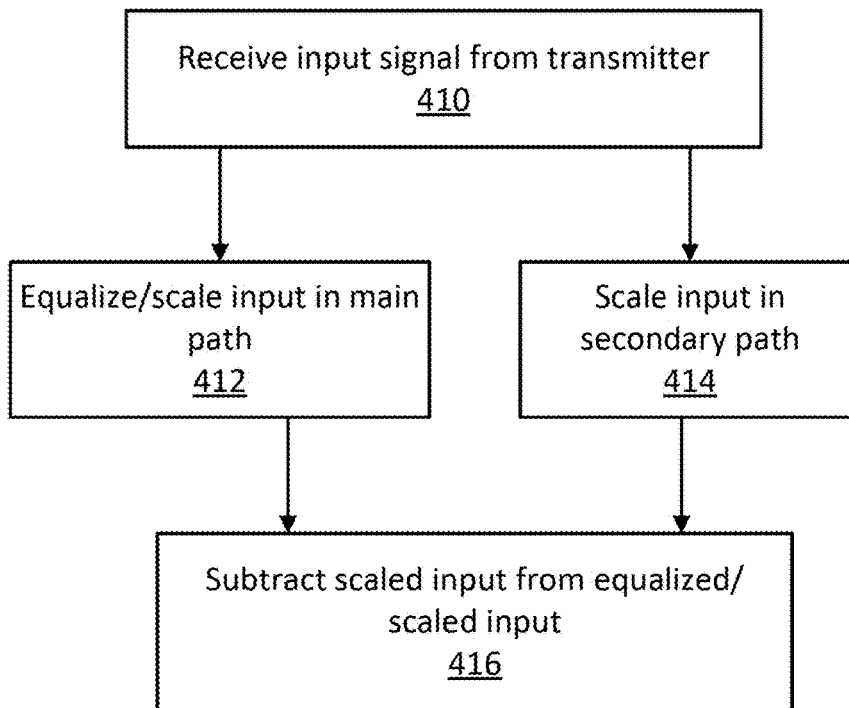 Receive input signal from transmitter
410
Equalize/scale input in main
path
412
Scale input in
secondary path
414
Subtract scaled input from equalized/
scaled input
416